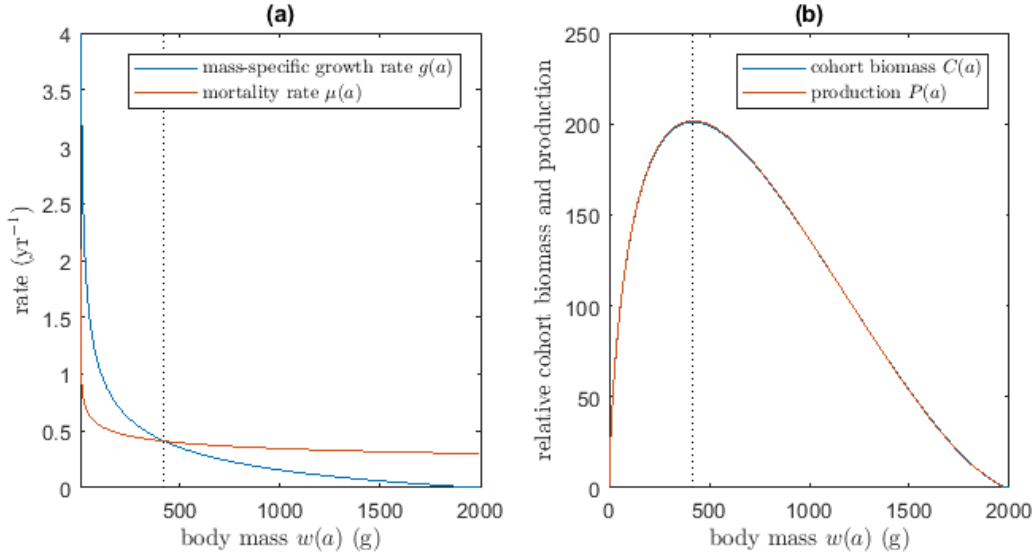 (a)
4
3.5
3
2.5
2
1.5
1
0.5
0
rate (yr⁻¹)
mass-specific growth rate g(a)
mortality rate μ(a)
500
1000
1500
2000
body mass w(a) (g)
(b)
250
200
150
100
50
0
relative cohort biomass and production
cohort biomass C(a)
production P(a)
0
500
1000
1500
2000
body mass w(a) (g)